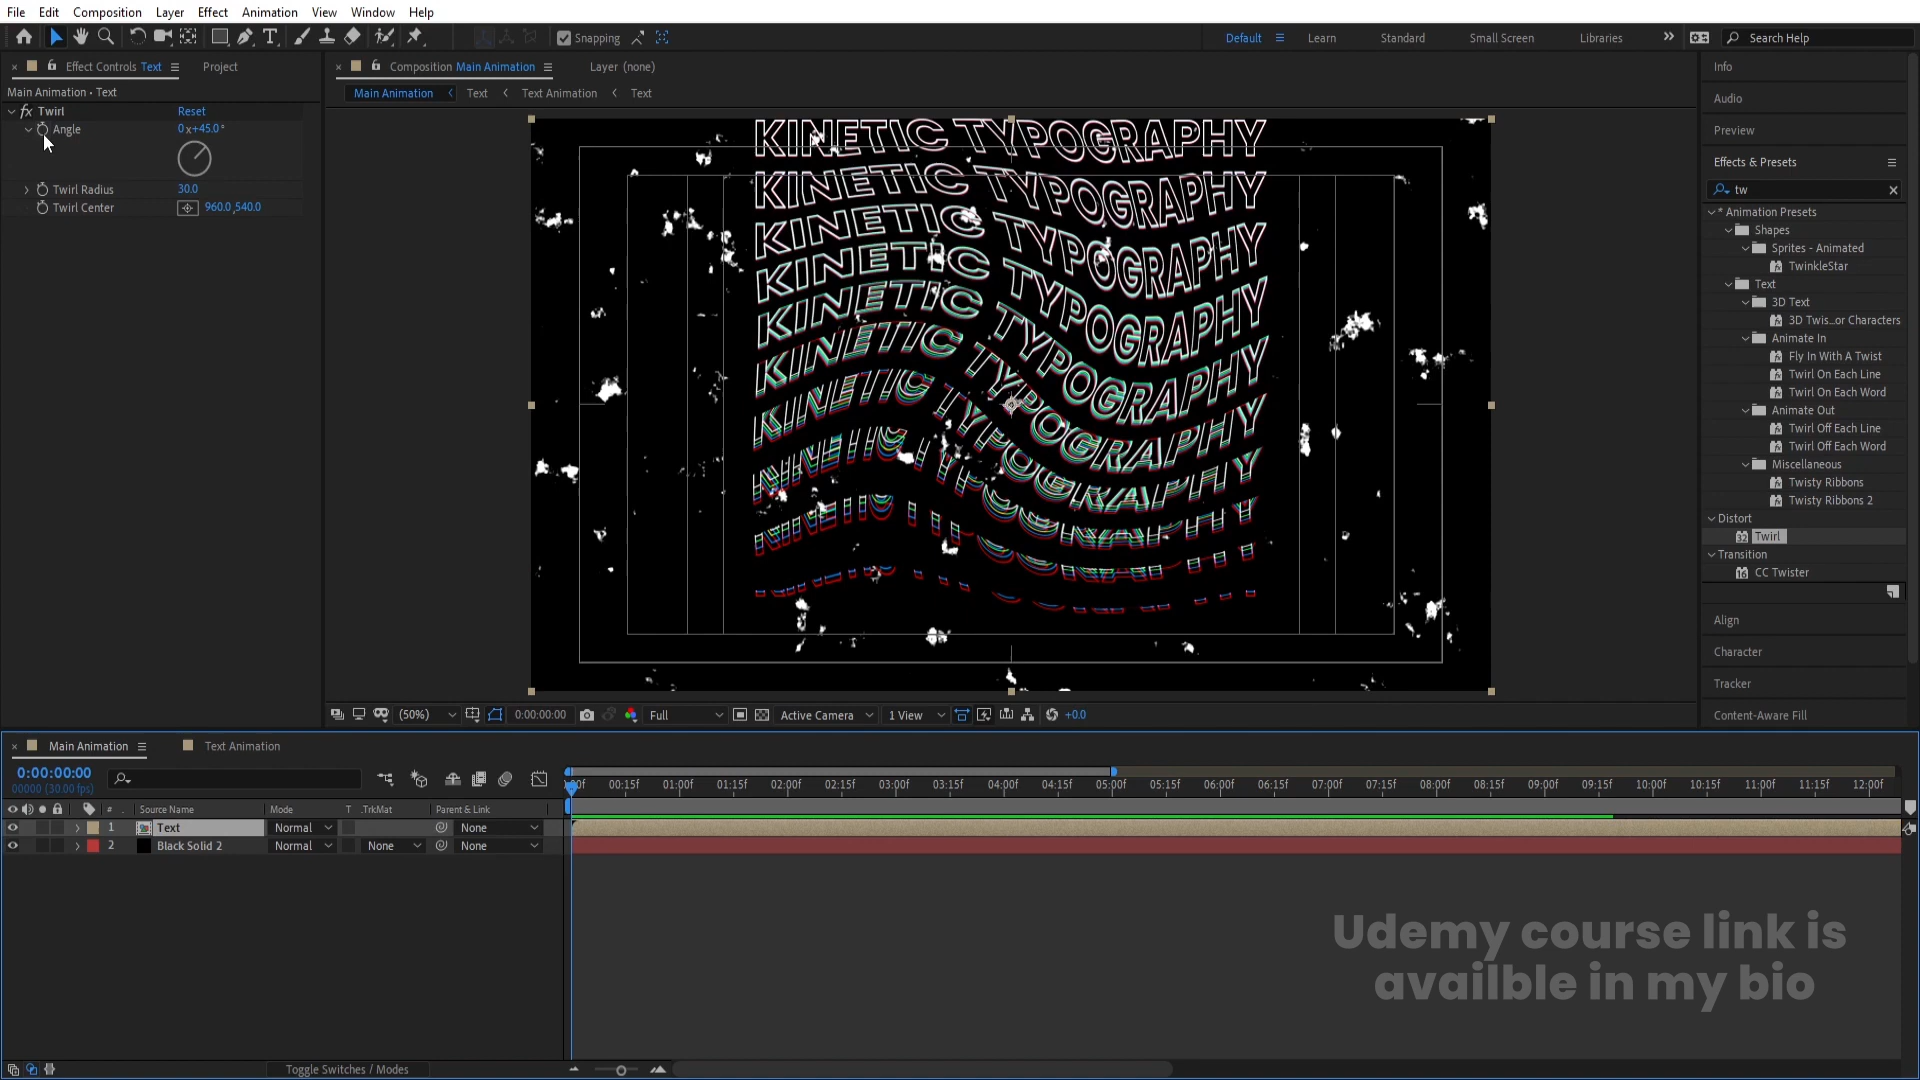 File Edit Composition Layer Effect Animation View Window Help
Snapping
Default Learn Standard Small Screen Libraries Search Help
Effect Controls Text Project
Main Animation • Text
fx Twirl Reset
Angle 0x+45.0°
Twirl Radius 30.0
Twirl Center 960.0,540.0
Composition Main Animation Layer (none)
Main Animation Text Text Animation Text
KINETIC TYPOGRAPHY
KINETIC TYPOGRAPHY
KINETIC TYPOGRAPHY
KINETIC TYPOGRAPHY
KINETIC TYPOGRAPHY
KINETIC TYPOGRAPHY
KINETIC TYPOGRAPHY
KINETIC TYPOGRAPHY
(50%) 0:00:00:00 Full Active Camera 1 View +0.0
Info
Audio
Preview
Effects & Presets
tw
* Animation Presets
Shapes
Sprites - Animated
TwinkleStar
Text
3D Text
3D Twis...or Characters
Animate In
Fly In With A Twist
Twirl On Each Line
Twirl On Each Word
Animate Out
Twirl Off Each Line
Twirl Off Each Word
Miscellaneous
Twisty Ribbons
Twisty Ribbons 2
Distort
Twirl
Transition
CC Twister
Align
Character
Tracker
Content-Aware Fill
Main Animation Text Animation
0:00:00:00
00000 (30.00 fps)
00:15f 01:00f 01:15f 02:00f 02:15f 03:00f 03:15f 04:00f 04:15f 05:00f 05:15f 06:00f 06:15f 07:00f 07:15f 08:00f 08:15f 09:00f 09:15f 10:00f 10:15f 11:00f 11:15f 12:00f
# Source Name Mode T .TrkMat Parent & Link
1 Text Normal None
2 Black Solid 2 Normal None None
Udemy course link is
availble in my bio
Toggle Switches / Modes